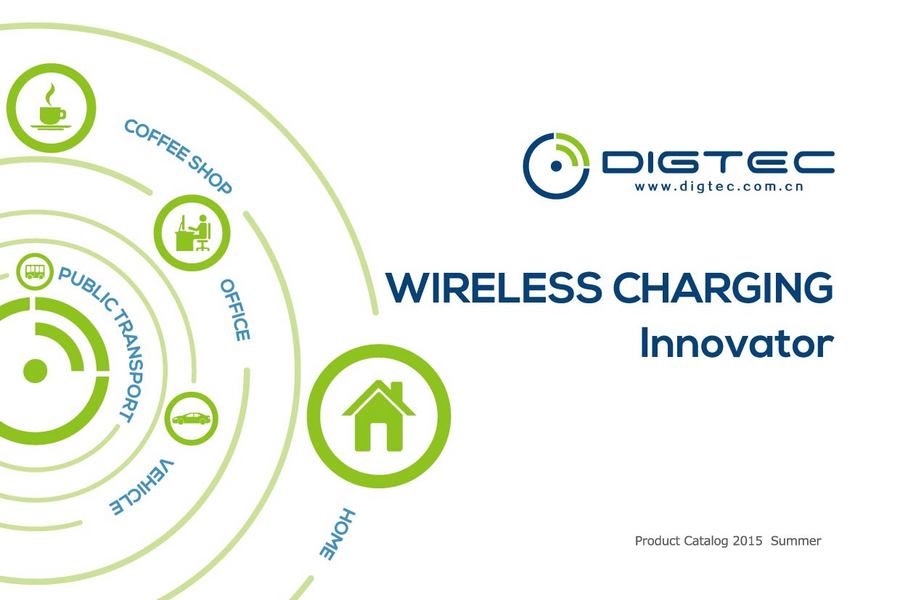 COFFEE SHOP
OFFICE
PUBLIC TRANSPORT
VEHICLE
HOME
DIGTEC
www.digtec.com.cn
WIRELESS CHARGING
Innovator
Product Catalog 2015 Summer